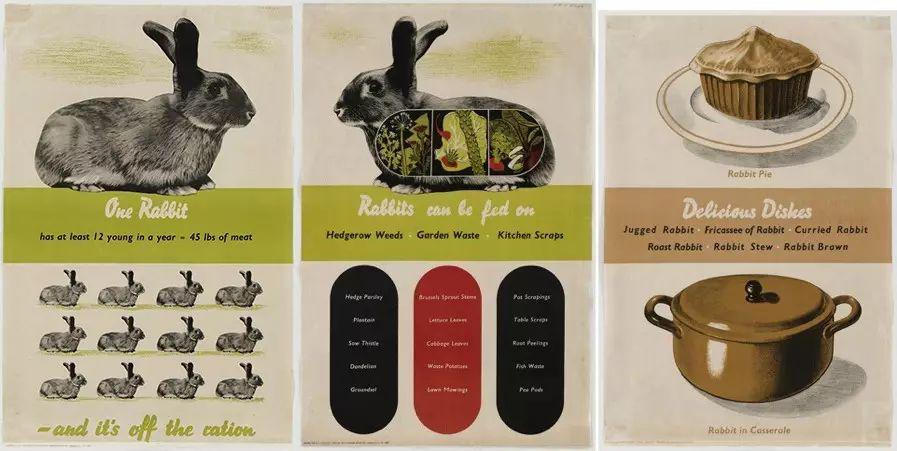 One Rabbit
has at least 12 young in a year = 45 lbs of meat
-and it's off the ration
Rabbits can be fed on
Hedgerow Weeds · Garden Waste · Kitchen Scraps
Hedge Parsley
Plantain
Sow Thistle
Dandelion
Groundsel
Brussels Sprout Stems
Lettuce Leaves
Cabbage Leaves
Waste Potatoes
Lawn Mowings
Pot Scrapings
Table Scraps
Root Peelings
Fish Waste
Pea Pods
Rabbit Pie
Delicious Dishes
Jugged Rabbit · Fricassee of Rabbit · Curried Rabbit
Roast Rabbit · Rabbit Stew · Rabbit Brawn
Rabbit in Casserole